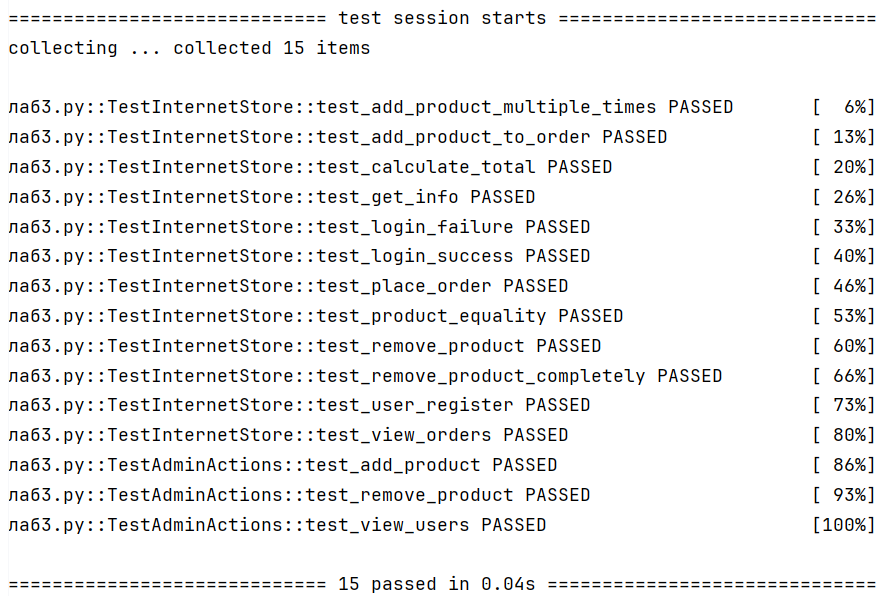 ============================= test session starts =============================
collecting ... collected 15 items
ла63.py::TestInternetStore::test_add_product_multiple_times PASSED       [  6%]
ла63.py::TestInternetStore::test_add_product_to_order PASSED             [ 13%]
ла63.py::TestInternetStore::test_calculate_total PASSED                  [ 20%]
ла63.py::TestInternetStore::test_get_info PASSED                         [ 26%]
ла63.py::TestInternetStore::test_login_failure PASSED                    [ 33%]
ла63.py::TestInternetStore::test_login_success PASSED                    [ 40%]
ла63.py::TestInternetStore::test_place_order PASSED                      [ 46%]
ла63.py::TestInternetStore::test_product_equality PASSED                 [ 53%]
ла63.py::TestInternetStore::test_remove_product PASSED                   [ 60%]
ла63.py::TestInternetStore::test_remove_product_completely PASSED        [ 66%]
ла63.py::TestInternetStore::test_user_register PASSED                    [ 73%]
ла63.py::TestInternetStore::test_view_orders PASSED                      [ 80%]
ла63.py::TestAdminActions::test_add_product PASSED                       [ 86%]
ла63.py::TestAdminActions::test_remove_product PASSED                    [ 93%]
ла63.py::TestAdminActions::test_view_users PASSED                        [100%]
============================= 15 passed in 0.04s ==============================